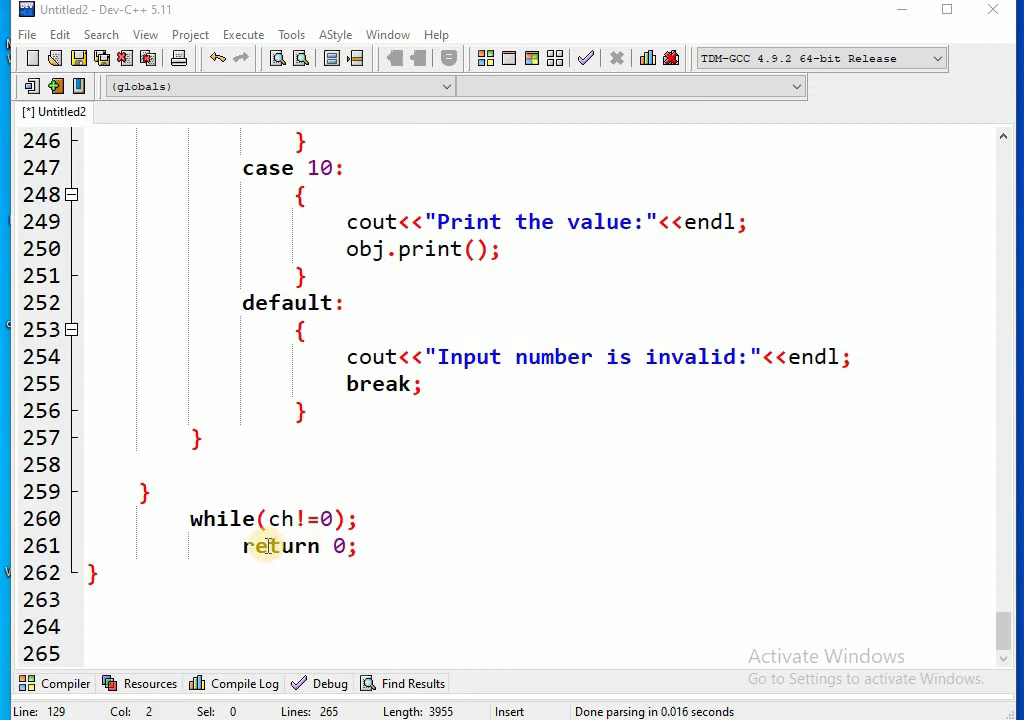 Untitled2 - Dev-C++ 5.11
File Edit Search View Project Execute Tools AStyle Window Help
TDM-GCC 4.9.2 64-bit Release
(globals)
[*] Untitled2
246 }
247 case 10:
248 {
249 cout<<"Print the value:"<<endl;
250 obj.print();
251 }
252 default:
253 {
254 cout<<"Input number is invalid:"<<endl;
255 break;
256 }
257 }
258
259 }
260 while(ch!=0);
261 return 0;
262 }
263
264
265
Activate Windows
Go to Settings to activate Windows.
Compiler Resources Compile Log Debug Find Results
Line: 129 Col: 2 Sel: 0 Lines: 265 Length: 3955 Insert Done parsing in 0.016 seconds